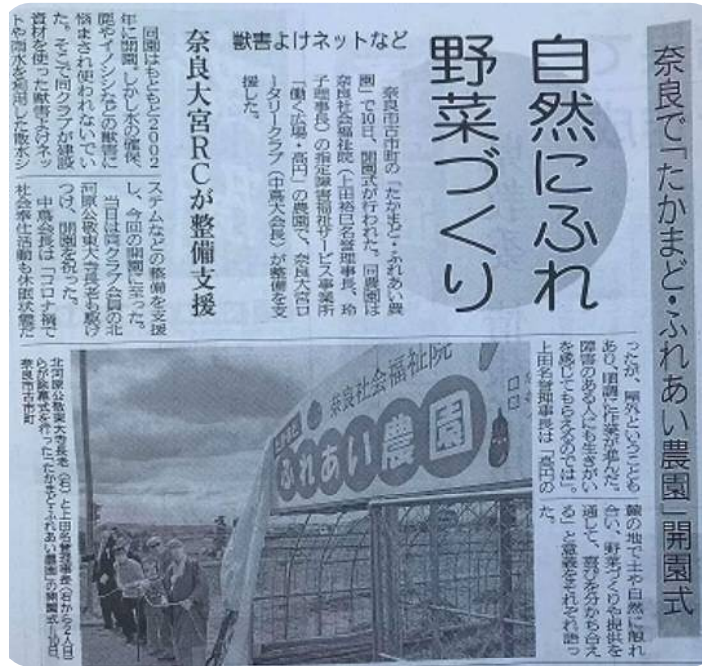 奈良で「たかまど・ふれあい農園」開園式
自然にふれ
野菜づくり
獣害よけネットなど
奈良大宮RCが整備支援
奈良市古市町の「たかまど・ふれあい農
園」で10日、開園式が行われた。同農園は
奈良社会福祉院（上田裕巳名誉理事長、玲
子理事長）の指定障害福祉サービス事業所
「働く広場・高円」の農園で、奈良大宮ロ
ータリークラブ（中蔦大会長）が整備を支
援した。
同園はもともと2002
年に開園。しかし水の確保、
鹿やイノシシなどの獣害に
悩まされ使われないでい
た。そこで同クラブが建設
資材を使った獣害よけネッ
トや雨水を利用した散水シ
ステムなどの整備を支援
し、今回の開園に至った。
当日は同クラブ会員の北
河原公敬東大寺長老も駆け
つけ、開園を祝った。
中蔦会長は「コロナ禍で
社会奉仕活動も休眠状態だ
ったが、屋外ということも
あり、順調に作業が進んだ。
障害のある人にも生きがい
を感じてもらえるのでは」。
上田名誉理事長は「高円の
麓の地で土や自然に触れ
合い、野菜づくりや提供を
通して、喜びを分かち合え
る」と意義をそれぞれ語っ
た。
奈良社会福祉院
ふれあい農園
北河原公敬東大寺長老（右）と上田名誉理事長（右から2人目）
らが除幕式を行った「たかまど・ふれあい農園」の開園式＝10日、
奈良市古市町